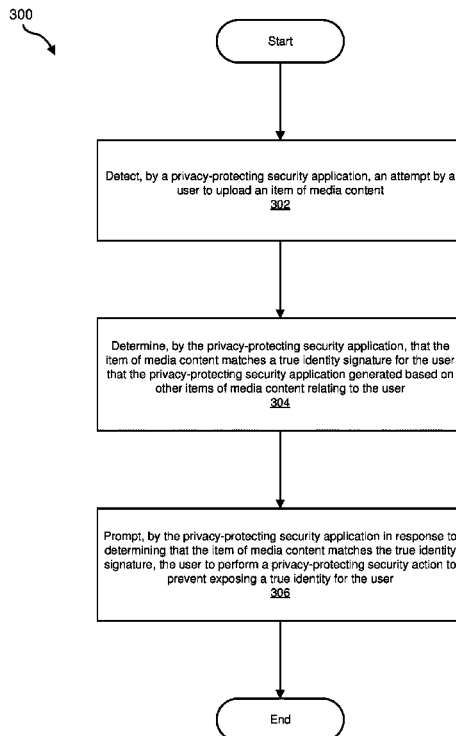 300
Start
Detect, by a privacy-protecting security application, an attempt by a
user to upload an item of media content
302
Determine, by the privacy-protecting security application, that the
item of media content matches a true identity signature for the user
that the privacy-protecting security application generated based on
other items of media content relating to the user
304
Prompt, by the privacy-protecting security application in response to
determining that the item of media content matches the true identity
signature, the user to perform a privacy-protecting security action to
prevent exposing a true identity for the user
306
End